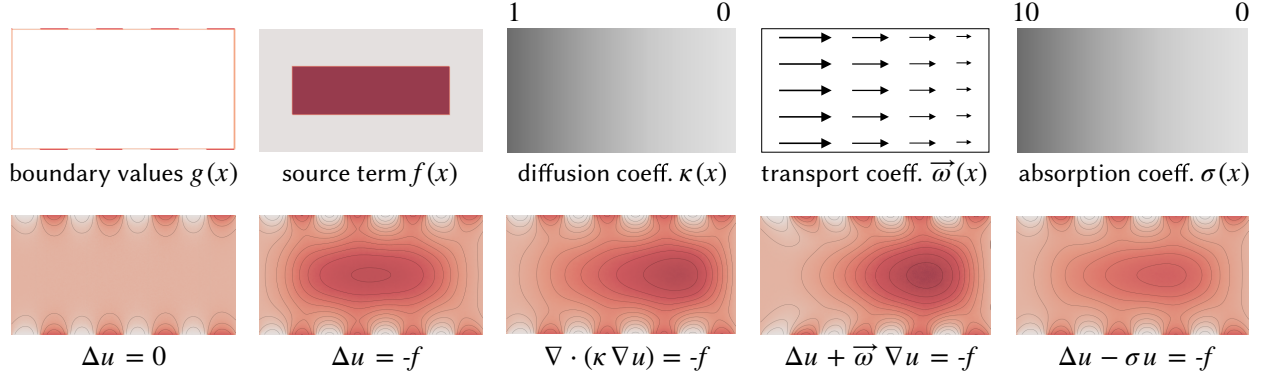 1 0 10 0
boundary values g(x) source term f(x) diffusion coeff. κ(x) transport coeff. ω⃗(x) absorption coeff. σ(x)
Δu = 0 Δu = -f ∇ · (κ ∇u) = -f Δu + ω⃗ ∇u = -f Δu − σu = -f